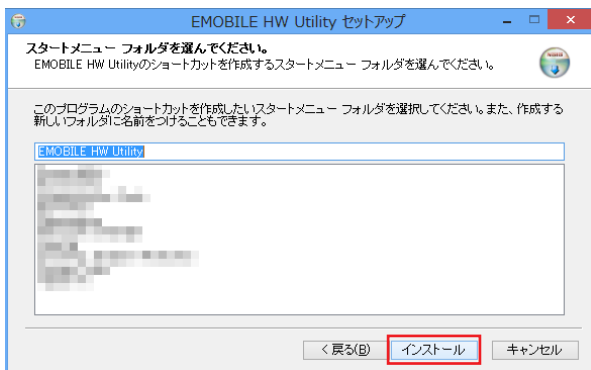 EMOBILE HW Utility セットアップ
スタートメニュー フォルダを選んでください。
EMOBILE HW Utilityのショートカットを作成するスタートメニュー フォルダを選んでください。
このプログラムのショートカットを作成したいスタートメニュー フォルダを選択してください。また、作成する
新しいフォルダに名前をつけることもできます。
EMOBILE HW Utility
< 戻る(B)
インストール
キャンセル